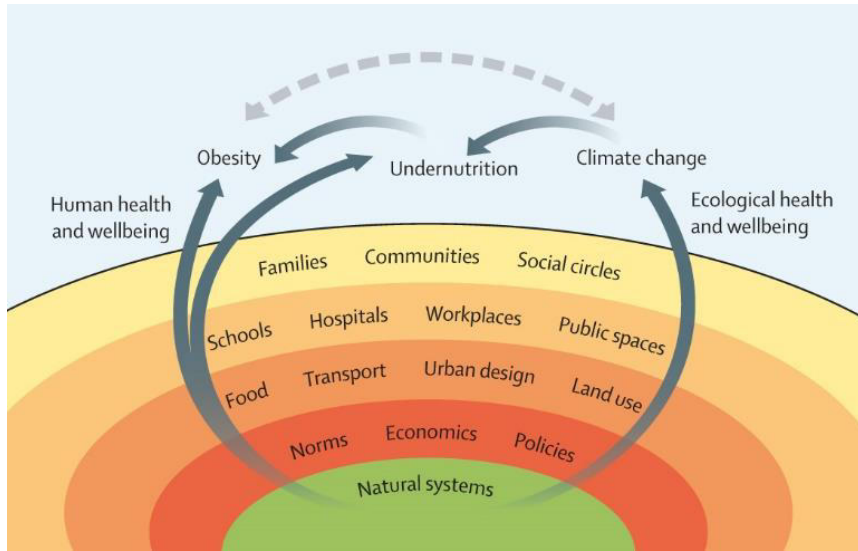 Obesity
Undernutrition
Climate change
Human health
and wellbeing
Ecological health
and wellbeing
Families Communities Social circles
Schools Hospitals Workplaces Public spaces
Food Transport Urban design Land use
Norms Economics Policies
Natural systems